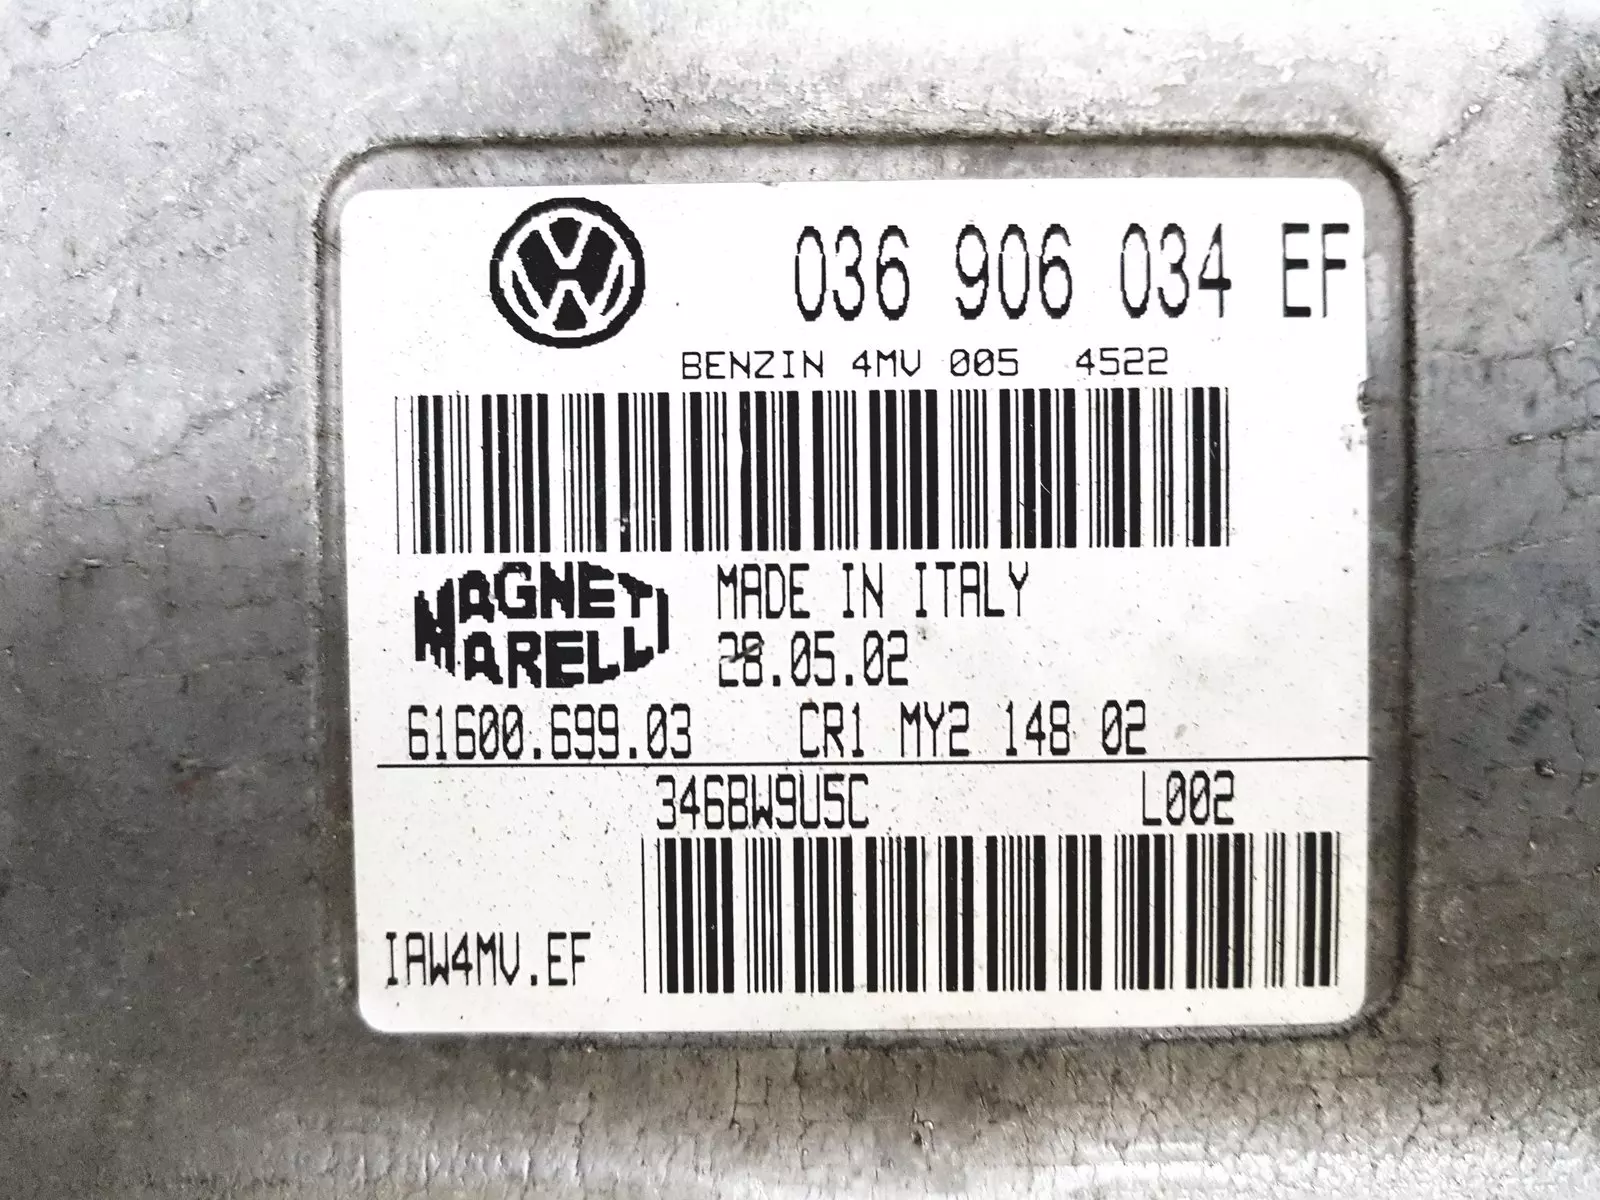 036 906 034 EF
BENZIN 4MV 005 4522
MAGNETI
MARELLI
MADE IN ITALY
28.05.02
61600.699.03 CR1 MY2 148 02
346BW9U5C L002
IAW4MV.EF